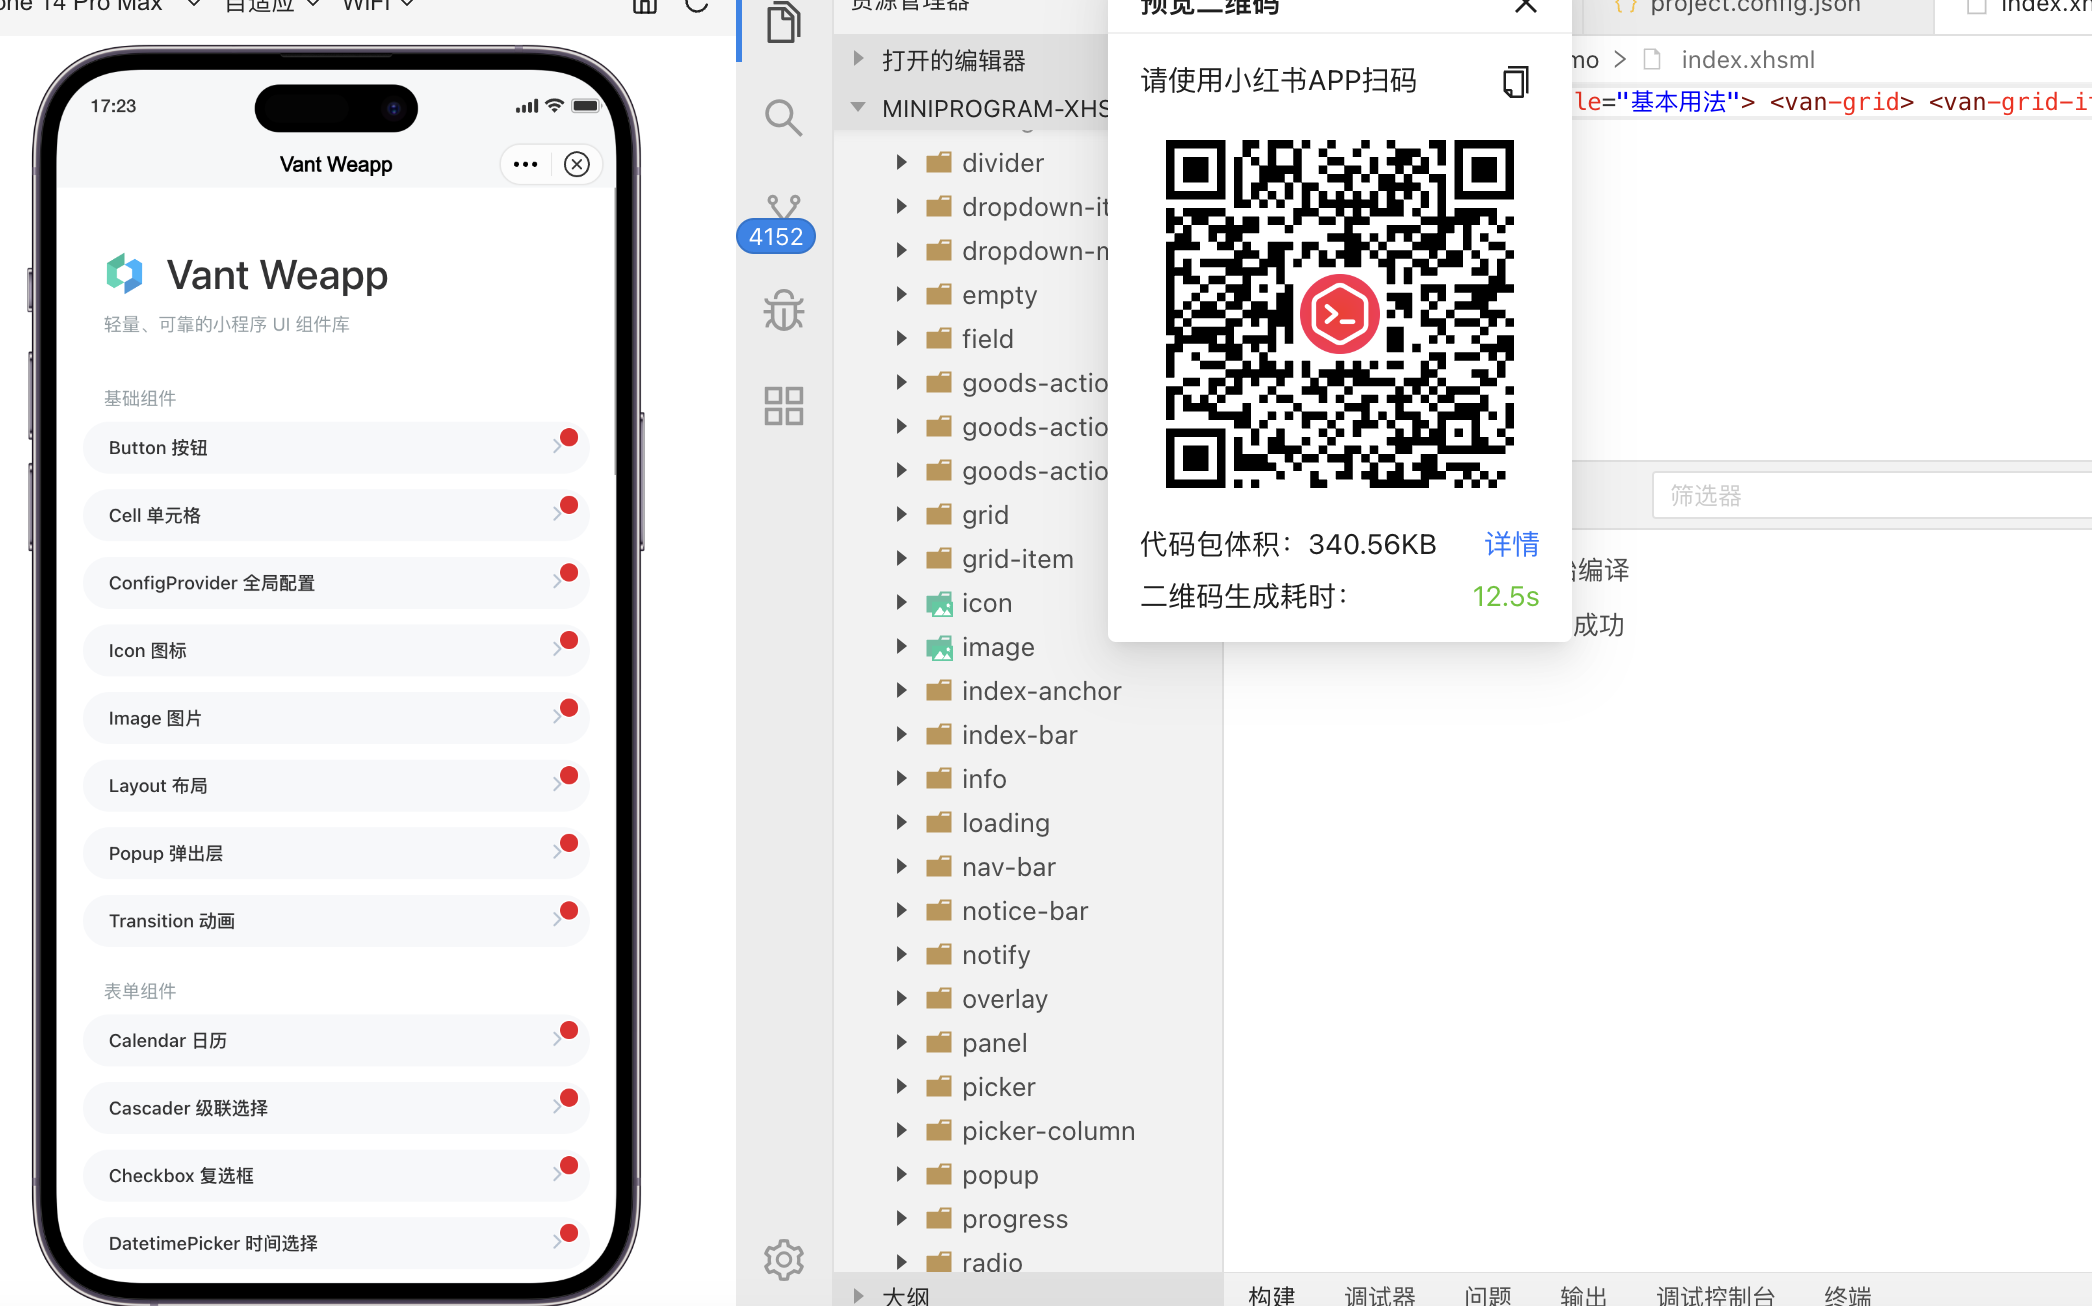 14 Pro Max
自适应
WiFi
17:23
Vant Weapp
Vant Weapp
轻量、可靠的小程序 UI 组件库
基础组件
Button 按钮
Cell 单元格
ConfigProvider 全局配置
Icon 图标
Image 图片
Layout 布局
Popup 弹出层
Transition 动画
表单组件
Calendar 日历
Cascader 级联选择
Checkbox 复选框
DatetimePicker 时间选择
4152
资源管理器
打开的编辑器
MINIPROGRAM-XHS
divider
dropdown-it
dropdown-m
empty
field
goods-actio
goods-actio
goods-actio
grid
grid-item
icon
image
index-anchor
index-bar
info
loading
nav-bar
notice-bar
notify
overlay
panel
picker
picker-column
popup
progress
radio
大纲
预览二维码
请使用小红书APP扫码
代码包体积：340.56KB 详情
二维码生成耗时： 12.5s
{} project.config.json
index.xh
mo > index.xhsml
le="基本用法"> <van-grid> <van-grid-it
筛选器
编译
成功
构建 调试器 问题 输出 调试控制台 终端